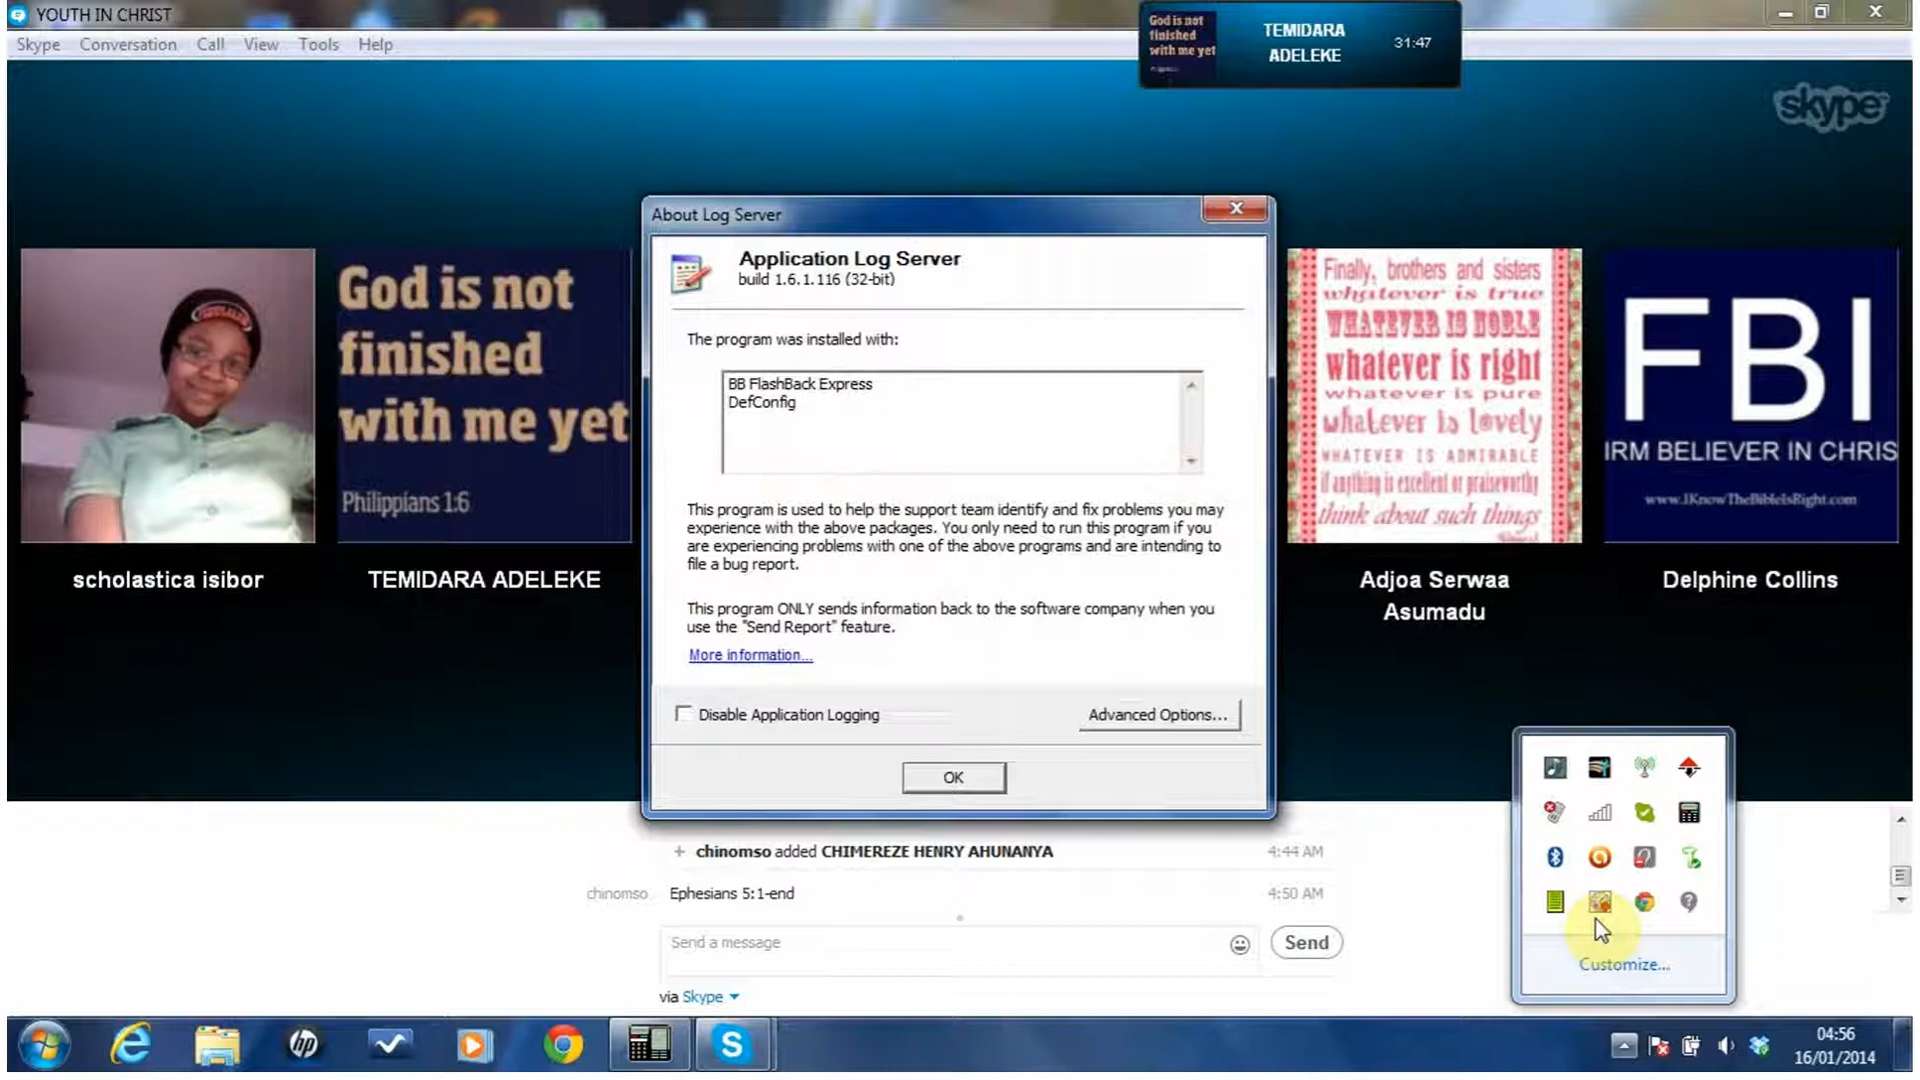 YOUTH IN CHRIST
Skype Conversation Call View Tools Help
God is not
finished
with me yet
TEMIDARA
ADELEKE
31:47
skype
About Log Server
Application Log Server
build 1.6.1.116 (32-bit)
The program was installed with:
BB FlashBack Express
DefConfig
This program is used to help the support team identify and fix problems you may
experience with the above packages. You only need to run this program if you
are experiencing problems with one of the above programs and are intending to
file a bug report.
This program ONLY sends information back to the software company when you
use the "Send Report" feature.
More information...
Disable Application Logging
Advanced Options...
OK
God is not
finished
with me yet
Philippians 1:6
scholastica isibor
TEMIDARA ADELEKE
Finally, brothers and sisters
whatever is true
WHATEVER IS NOBLE
whatever is right
whatever is pure
whatever is lovely
WHATEVER IS ADMIRABLE
if anything is excellent or praiseworthy
think about such things
FBI
IRM BELIEVER IN CHRIS
www.IKnowTheBibleIsRight.com
Adjoa Serwaa
Asumadu
Delphine Collins
+ chinomso added CHIMEREZE HENRY AHUNANYA 4:44 AM
chinomso Ephesians 5:1-end 4:50 AM
Send a message
Send
via Skype
Customize...
hp
04:56
16/01/2014